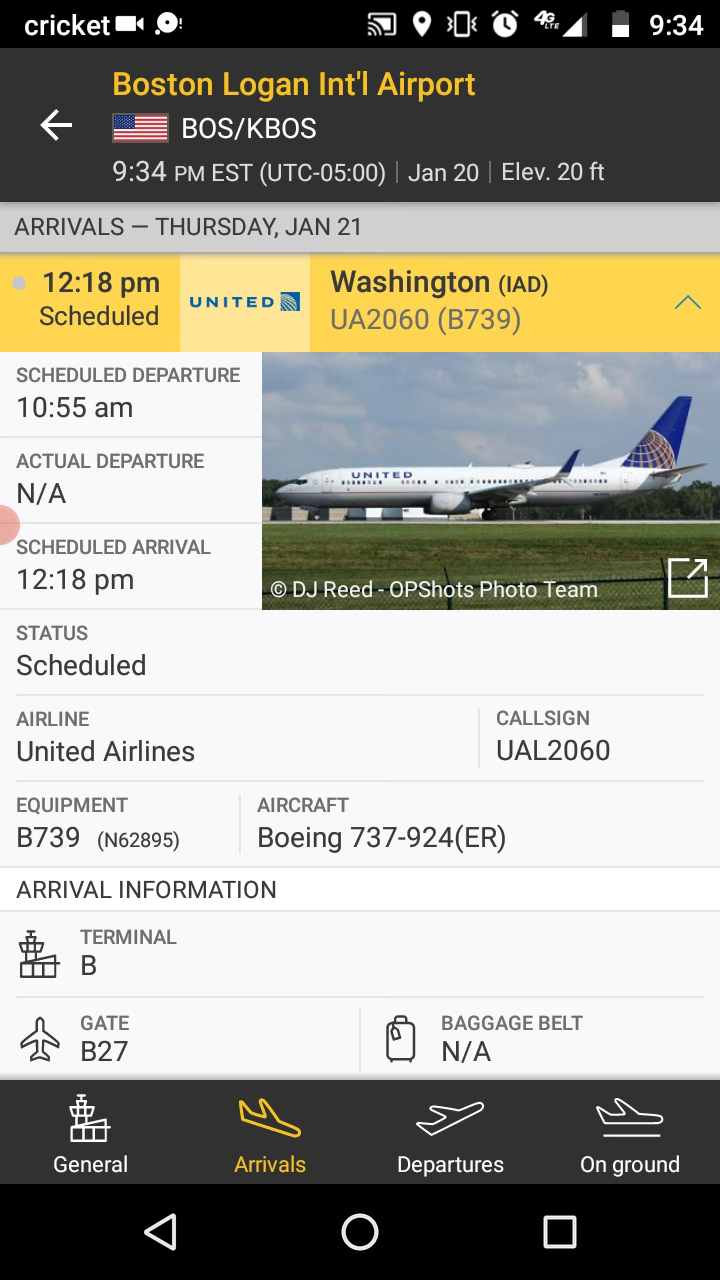 cricket
4G LTE
9:34
Boston Logan Int'l Airport
BOS/KBOS
9:34 PM EST (UTC-05:00) | Jan 20 | Elev. 20 ft
ARRIVALS — THURSDAY, JAN 21
12:18 pm
Scheduled
UNITED
Washington (IAD)
UA2060 (B739)
SCHEDULED DEPARTURE
10:55 am
ACTUAL DEPARTURE
N/A
SCHEDULED ARRIVAL
12:18 pm
UNITED
© DJ Reed - OPShots Photo Team
STATUS
Scheduled
AIRLINE
United Airlines
CALLSIGN
UAL2060
EQUIPMENT
B739 (N62895)
AIRCRAFT
Boeing 737-924(ER)
ARRIVAL INFORMATION
TERMINAL
B
GATE
B27
BAGGAGE BELT
N/A
General
Arrivals
Departures
On ground